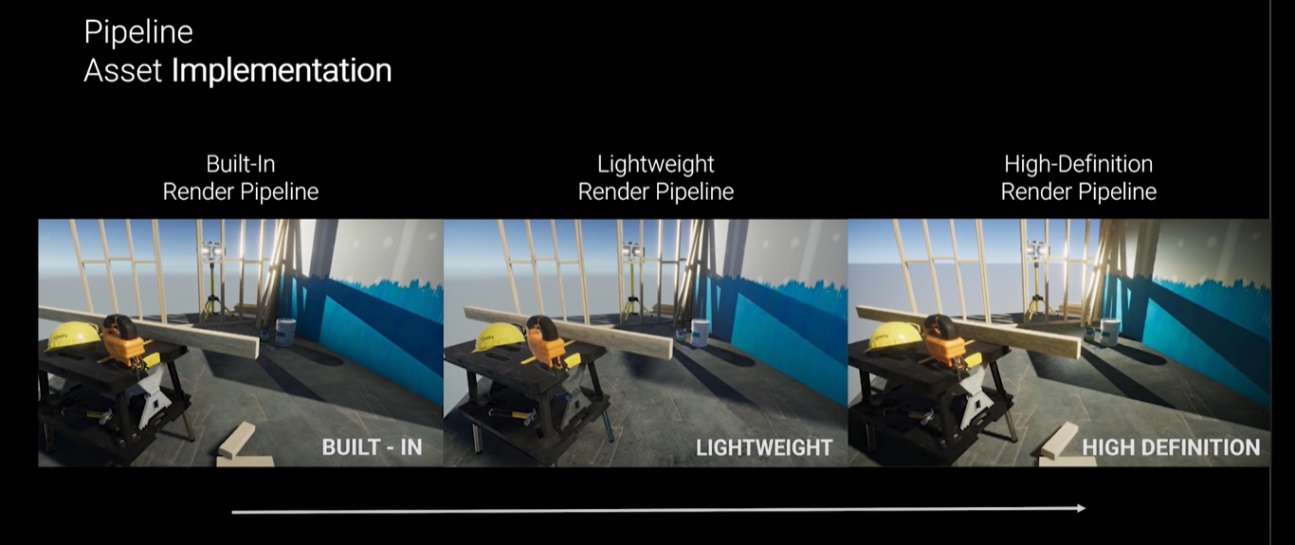 Pipeline
Asset Implementation
Built-In
Render Pipeline
Lightweight
Render Pipeline
High-Definition
Render Pipeline
BUILT - IN
LIGHTWEIGHT
HIGH DEFINITION